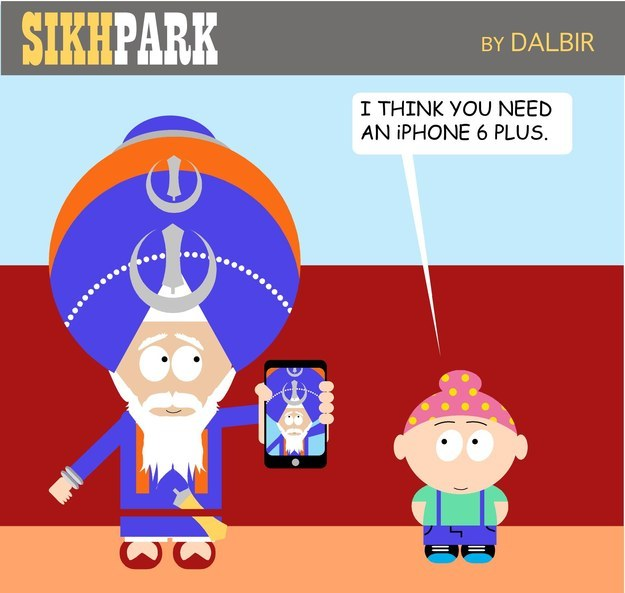 SIKHPARK
BY DALBIR
I THINK YOU NEED
AN iPHONE 6 PLUS.